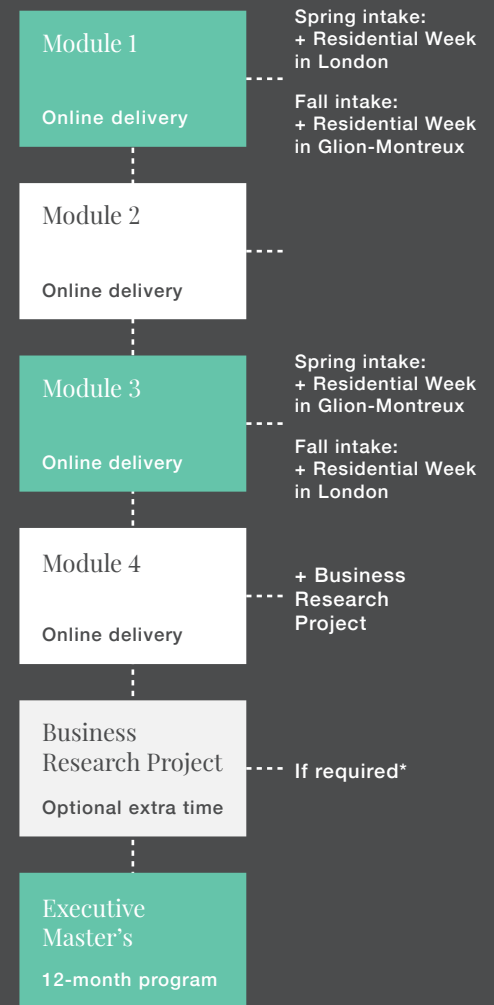 Module 1
Online delivery
Spring intake:
+ Residential Week
in London
Fall intake:
+ Residential Week
in Glion-Montreux
Module 2
Online delivery
Module 3
Online delivery
Spring intake:
+ Residential Week
in Glion-Montreux
Fall intake:
+ Residential Week
in London
Module 4
Online delivery
+ Business
Research
Project
Business
Research Project
Optional extra time
If required*
Executive
Master’s
12-month program